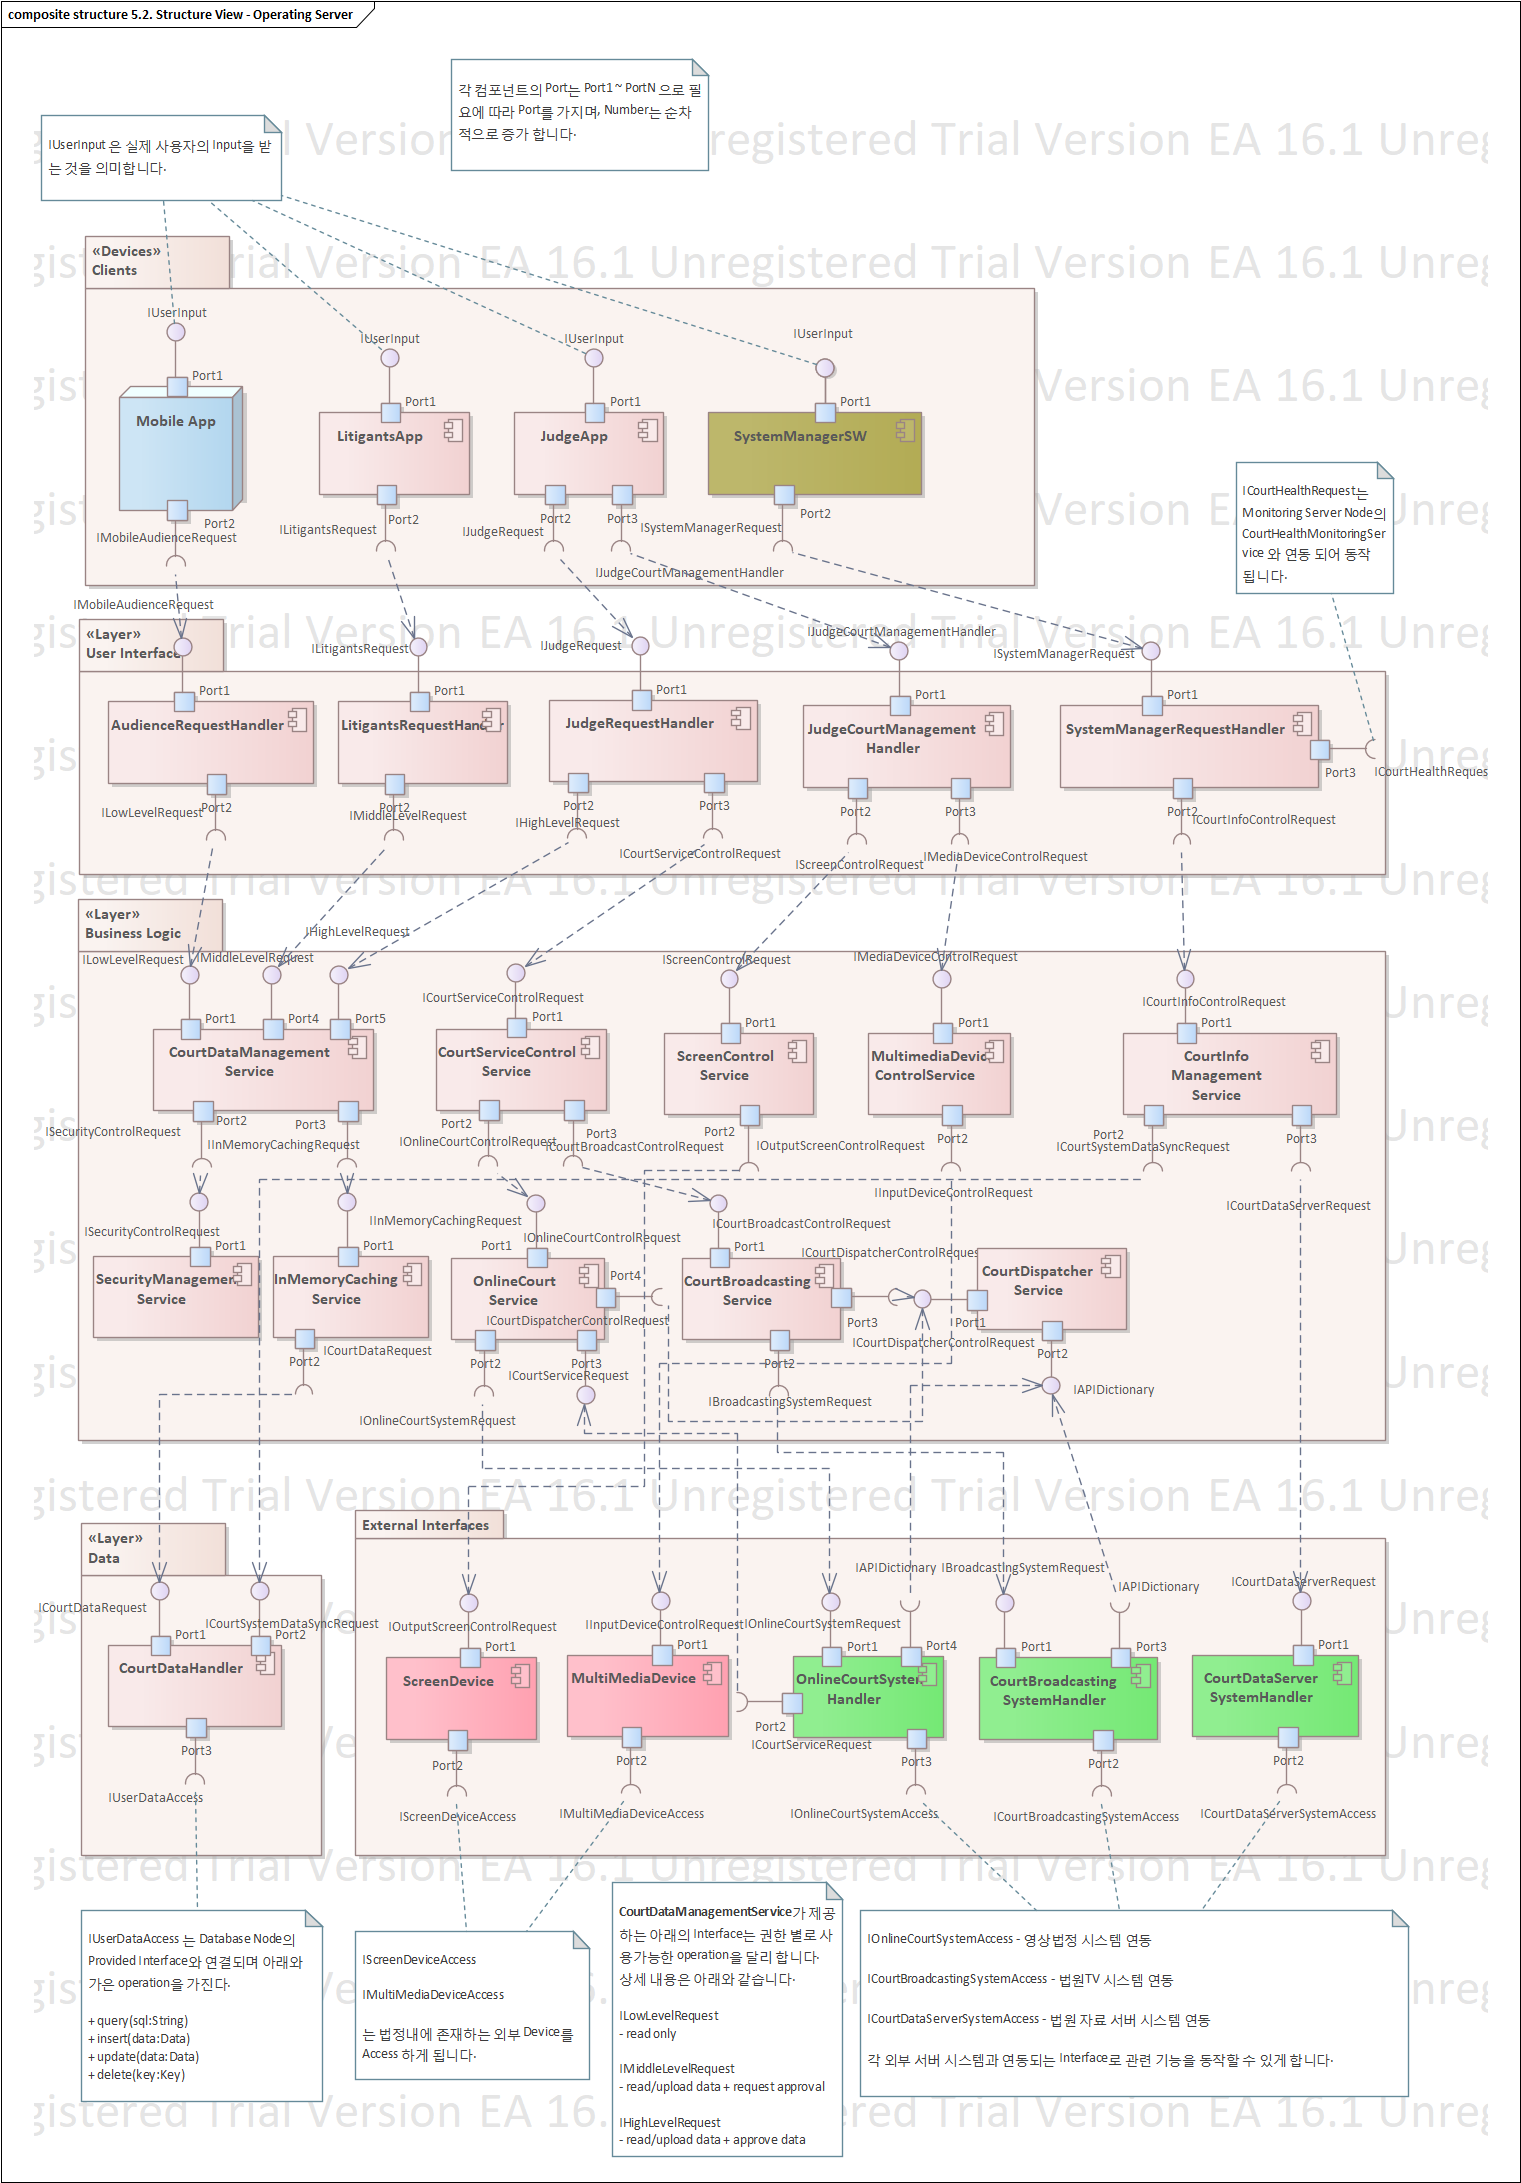 composite structure 5.2. Structure View - Operating Server
각 컴포넌트의 Port는 Port1 ~ PortN 으로 필
요에 따라 Port를 가지며, Number는 순차
적으로 증가 합니다.
IUserInput 은 실제 사용자의 Input을 받
는 것을 의미합니다.
«Devices»
Clients
IUserInput
IUserInput
IUserInput
IUserInput
Port1
Port1
Port1
Port1
Mobile App
LitigantsApp
JudgeApp
SystemManagerSW
Port2
Port2
Port2
Port3
Port2
IMobileAudienceRequest
ILitigantsRequest
IJudgeRequest
ISystemManagerRequest
IJudgeCourtManagementHandler
ICourtHealthRequest는
Monitoring Server Node의
CourtHealthMonitoringSer
vice 와 연동 되어 동작
됩니다.
IMobileAudienceRequest
«Layer»
User Interface
ILitigantsRequest
IJudgeRequest
IJudgeCourtManagementHandler
ISystemManagerRequest
Port1
Port1
Port1
Port1
Port1
AudienceRequestHandler
LitigantsRequestHandler
JudgeRequestHandler
JudgeCourtManagement
Handler
SystemManagerRequestHandler
Port3
ICourtHealthReques
Port2
Port2
Port2
Port3
Port2
Port3
Port2
ILowLevelRequest
IMiddleLevelRequest
IHighLevelRequest
ICourtServiceControlRequest
IScreenControlRequest
IMediaDeviceControlRequest
ICourtInfoControlRequest
«Layer»
Business Logic
ILowLevelRequest
IMiddleLevelRequest
IHighLevelRequest
ICourtServiceControlRequest
IScreenControlRequest
IMediaDeviceControlRequest
ICourtInfoControlRequest
Port1
Port4
Port5
Port1
Port1
Port1
Port1
CourtDataManagement
Service
CourtServiceControl
Service
ScreenControl
Service
MultimediaDevic
ControlService
CourtInfo
Management
Service
Port2
Port3
Port2
Port3
Port2
Port2
Port2
Port3
ISecurityControlRequest
IInMemoryCachingRequest
IOnlineCourtControlRequest
ICourtBroadcastControlRequest
IOutputScreenControlRequest
IInputDeviceControlRequest
ICourtSystemDataSyncRequest
ICourtDataServerRequest
ISecurityControlRequest
IInMemoryCachingRequest
IOnlineCourtControlRequest
ICourtBroadcastControlRequest
ICourtDispatcherControlReques
Port1
Port1
Port1
Port1
SecurityManagemen
Service
InMemoryCaching
Service
OnlineCourt
Service
CourtBroadcasting
Service
CourtDispatcher
Service
Port4
ICourtDispatcherControlRequest
Port3
ICourtDispatcherControlRequest
Port1
Port2
ICourtDataRequest
Port2
Port3
ICourtServiceRequest
Port2
Port2
IOnlineCourtSystemRequest
IBroadcastingSystemRequest
IAPIDictionary
«Layer»
Data
External Interfaces
ICourtDataRequest
ICourtSystemDataSyncRequest
IOutputScreenControlRequest
IInputDeviceControlRequest
IOnlineCourtSystemRequest
IAPIDictionary
IBroadcastingSystemRequest
IAPIDictionary
ICourtDataServerRequest
Port1
Port2
Port1
Port1
Port1
Port4
Port1
Port3
Port1
CourtDataHandler
ScreenDevice
MultiMediaDevice
OnlineCourtSystem
Handler
CourtBroadcasting
SystemHandler
CourtDataServer
SystemHandler
Port3
Port2
Port2
Port2
ICourtServiceRequest
Port3
Port2
Port2
IUserDataAccess
IScreenDeviceAccess
IMultiMediaDeviceAccess
IOnlineCourtSystemAccess
ICourtBroadcastingSystemAccess
ICourtDataServerSystemAccess
IUserDataAccess 는 Database Node의
Provided Interface와 연결되며 아래와
가은 operation을 가진다.
+ query(sql:String)
+ insert(data:Data)
+ update(data:Data)
+ delete(key:Key)
IScreenDeviceAccess
IMultiMediaDeviceAccess
는 법정내에 존재하는 외부 Device를
Access 하게 됩니다.
CourtDataManagementService가 제공
하는 아래의 Interface는 권한 별로 사
용가능한 operation을 달리 합니다.
상세 내용은 아래와 같습니다.
ILowLevelRequest
- read only
IMiddleLevelRequest
- read/upload data + request approval
IHighLevelRequest
- read/upload data + approve data
IOnlineCourtSystemAccess - 영상법정 시스템 연동
ICourtBroadcastingSystemAccess - 법원TV 시스템 연동
ICourtDataServerSystemAccess - 법원 자료 서버 시스템 연동
각 외부 서버 시스템과 연동되는 Interface로 관련 기능을 동작할 수 있게 합니다.